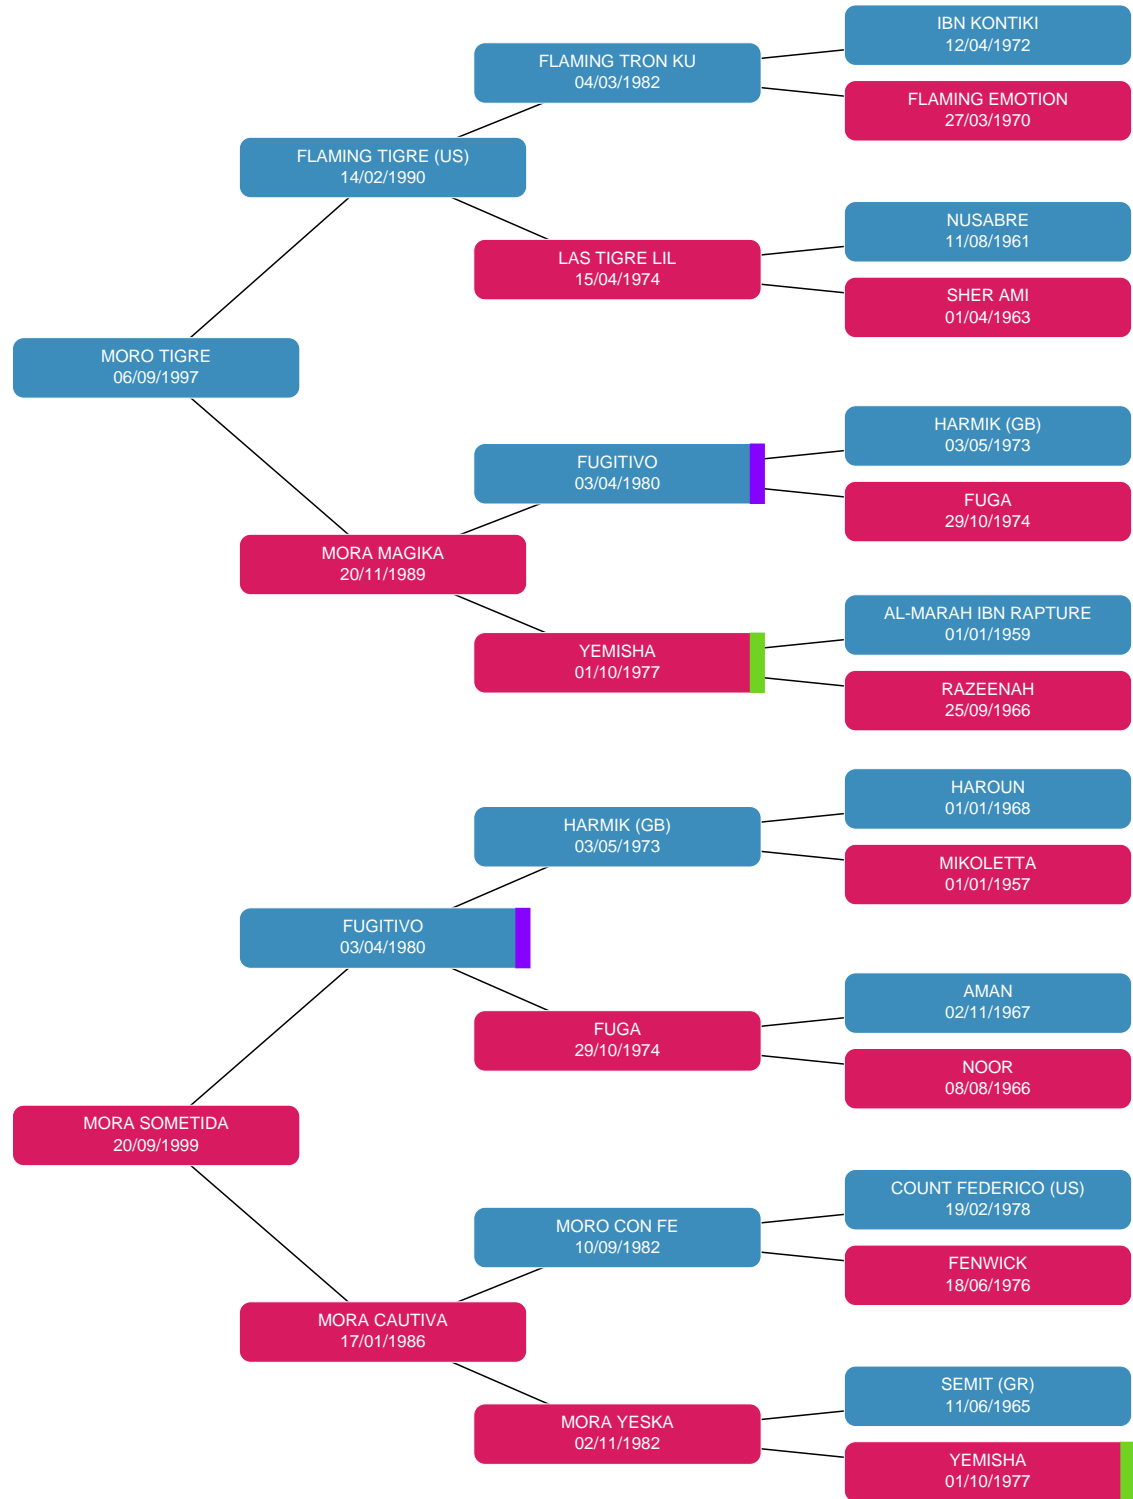 IBN KONTIKI
12/04/1972
FLAMING TRON KU
04/03/1982
FLAMING EMOTION
27/03/1970
FLAMING TIGRE (US)
14/02/1990
NUSABRE
11/08/1961
LAS TIGRE LIL
15/04/1974
SHER AMI
01/04/1963
MORO TIGRE
06/09/1997
HARMIK (GB)
03/05/1973
FUGITIVO
03/04/1980
FUGA
29/10/1974
MORA MAGIKA
20/11/1989
AL-MARAH IBN RAPTURE
01/01/1959
YEMISHA
01/10/1977
RAZEENAH
25/09/1966
HAROUN
01/01/1968
HARMIK (GB)
03/05/1973
MIKOLETTA
01/01/1957
FUGITIVO
03/04/1980
AMAN
02/11/1967
FUGA
29/10/1974
NOOR
08/08/1966
MORA SOMETIDA
20/09/1999
COUNT FEDERICO (US)
19/02/1978
MORO CON FE
10/09/1982
FENWICK
18/06/1976
MORA CAUTIVA
17/01/1986
SEMIT (GR)
11/06/1965
MORA YESKA
02/11/1982
YEMISHA
01/10/1977